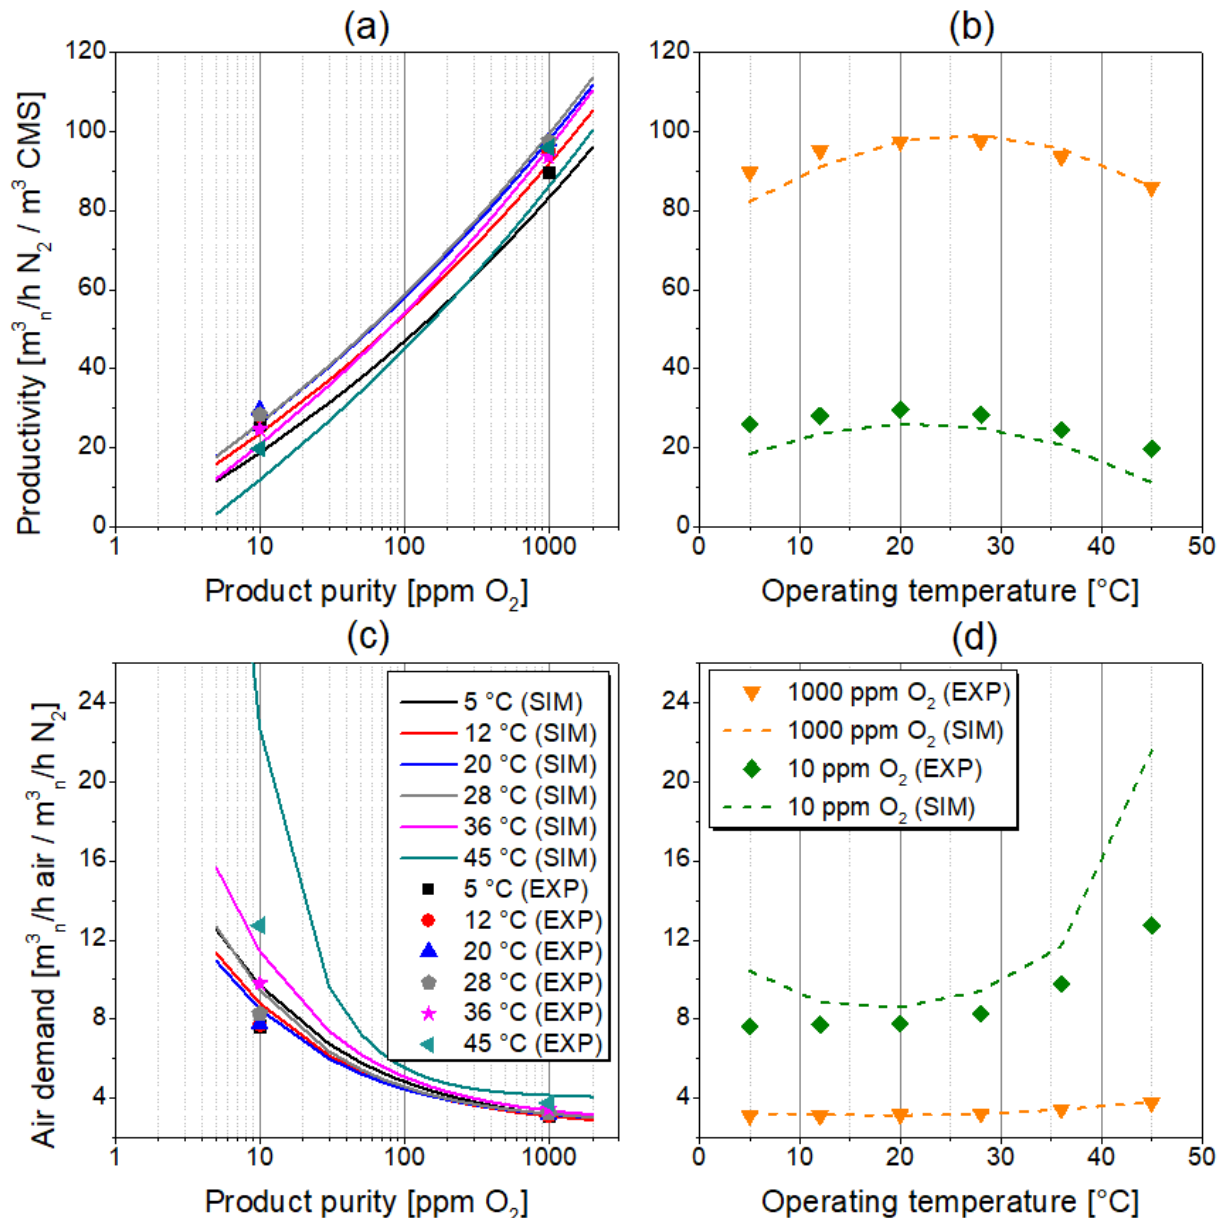 (a)
120
100
80
60
40
20
0
1
10
100
1000
Productivity [m³ₙ/h N₂ / m³ CMS]
Product purity [ppm O₂]
(b)
120
100
80
60
40
20
0
0
10
20
30
40
50
Operating temperature [°C]
(c)
24
20
16
12
8
4
1
10
100
1000
Air demand [m³ₙ/h air / m³ₙ/h N₂]
Product purity [ppm O₂]
5 °C (SIM)
12 °C (SIM)
20 °C (SIM)
28 °C (SIM)
36 °C (SIM)
45 °C (SIM)
5 °C (EXP)
12 °C (EXP)
20 °C (EXP)
28 °C (EXP)
36 °C (EXP)
45 °C (EXP)
(d)
24
20
16
12
8
4
0
10
20
30
40
50
Operating temperature [°C]
1000 ppm O₂ (EXP)
1000 ppm O₂ (SIM)
10 ppm O₂ (EXP)
10 ppm O₂ (SIM)